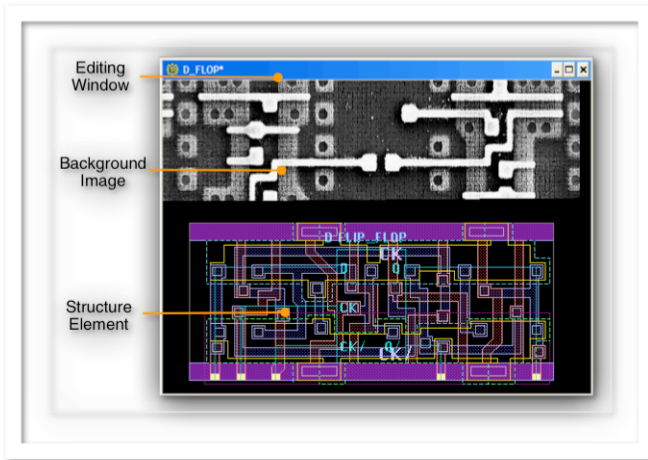 Editing
Window
D_FLOP*
Background
Image
D_FLIP_FLOP
CK
D Q
Structure
Element
CK
CK/ Q/
CK/